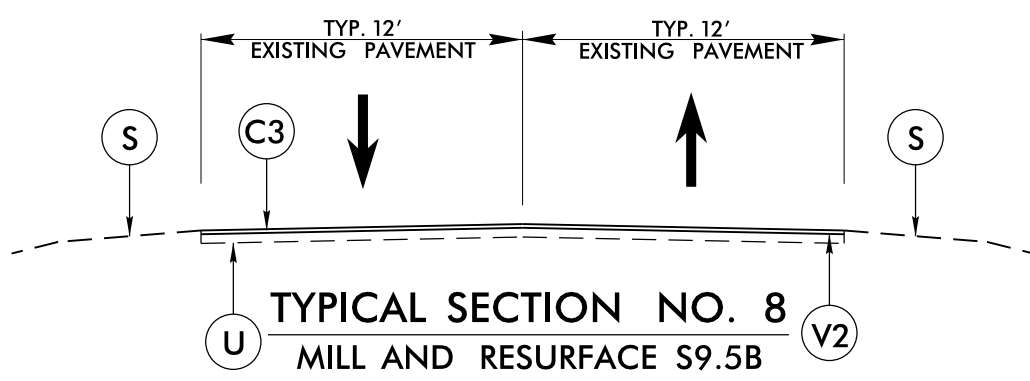 TYP. 12'
EXISTING PAVEMENT
TYP. 12'
EXISTING PAVEMENT
S
C3
S
U
V2
TYPICAL SECTION NO. 8
MILL AND RESURFACE S9.5B